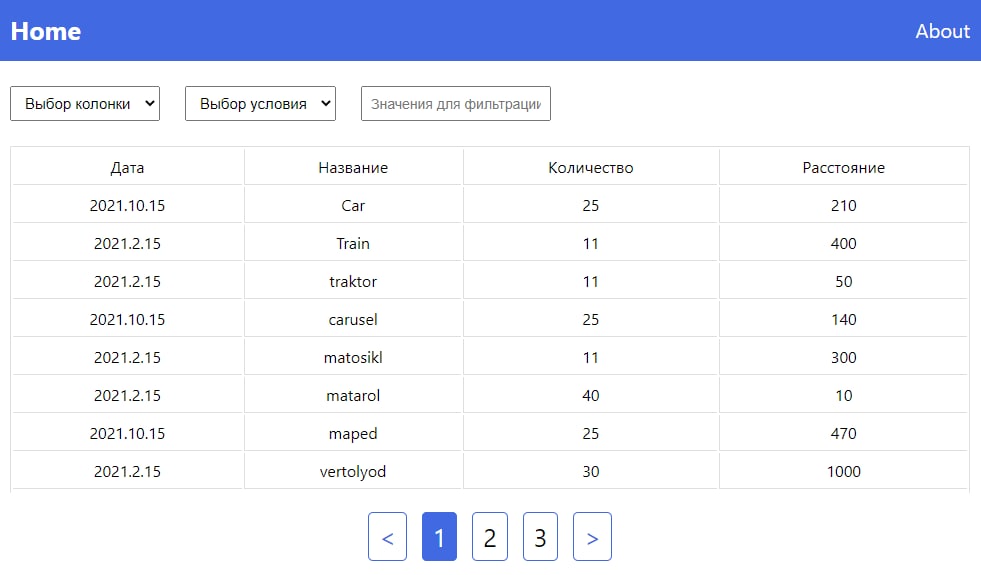 Home About
Выбор колонки Выбор условия Значения для фильтрации
Дата Название Количество Расстояние
2021.10.15 Car 25 210
2021.2.15 Train 11 400
2021.2.15 traktor 11 50
2021.10.15 carusel 25 140
2021.2.15 matosikl 11 300
2021.2.15 matarol 40 10
2021.10.15 maped 25 470
2021.2.15 vertolyod 30 1000
< 1 2 3 >